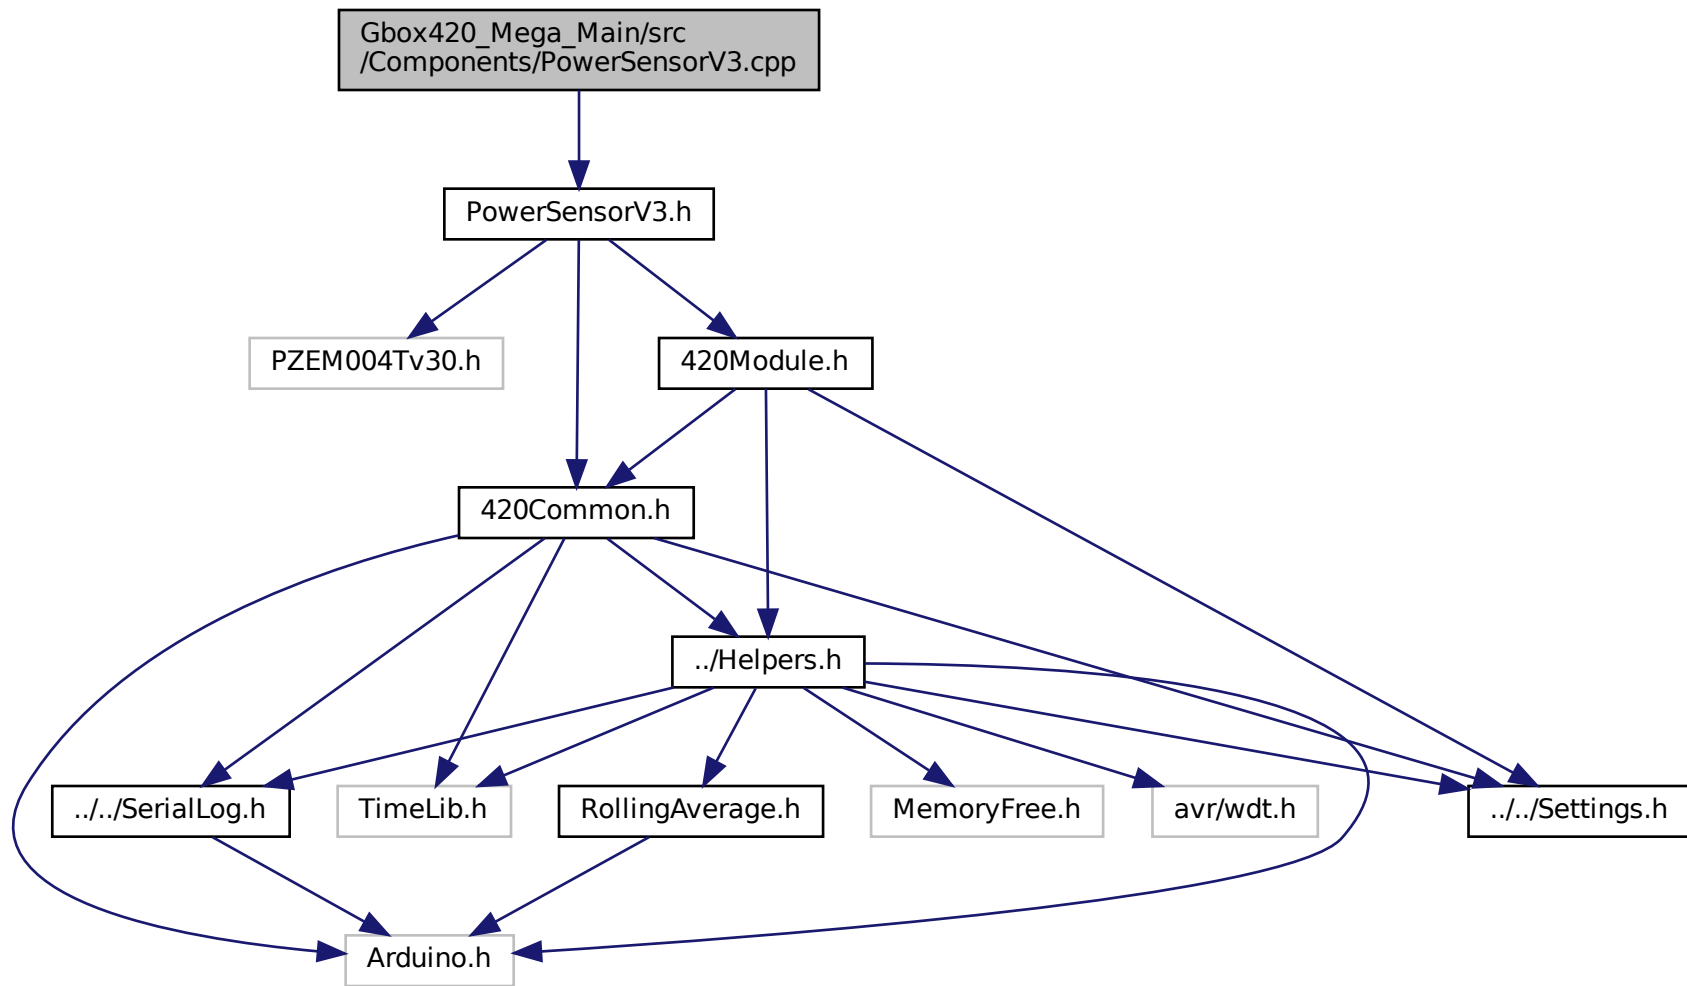 Gbox420_Mega_Main/src
/Components/PowerSensorV3.cpp
PowerSensorV3.h
PZEM004Tv30.h
420Module.h
420Common.h
../Helpers.h
../../SerialLog.h
TimeLib.h
RollingAverage.h
MemoryFree.h
avr/wdt.h
../../Settings.h
Arduino.h